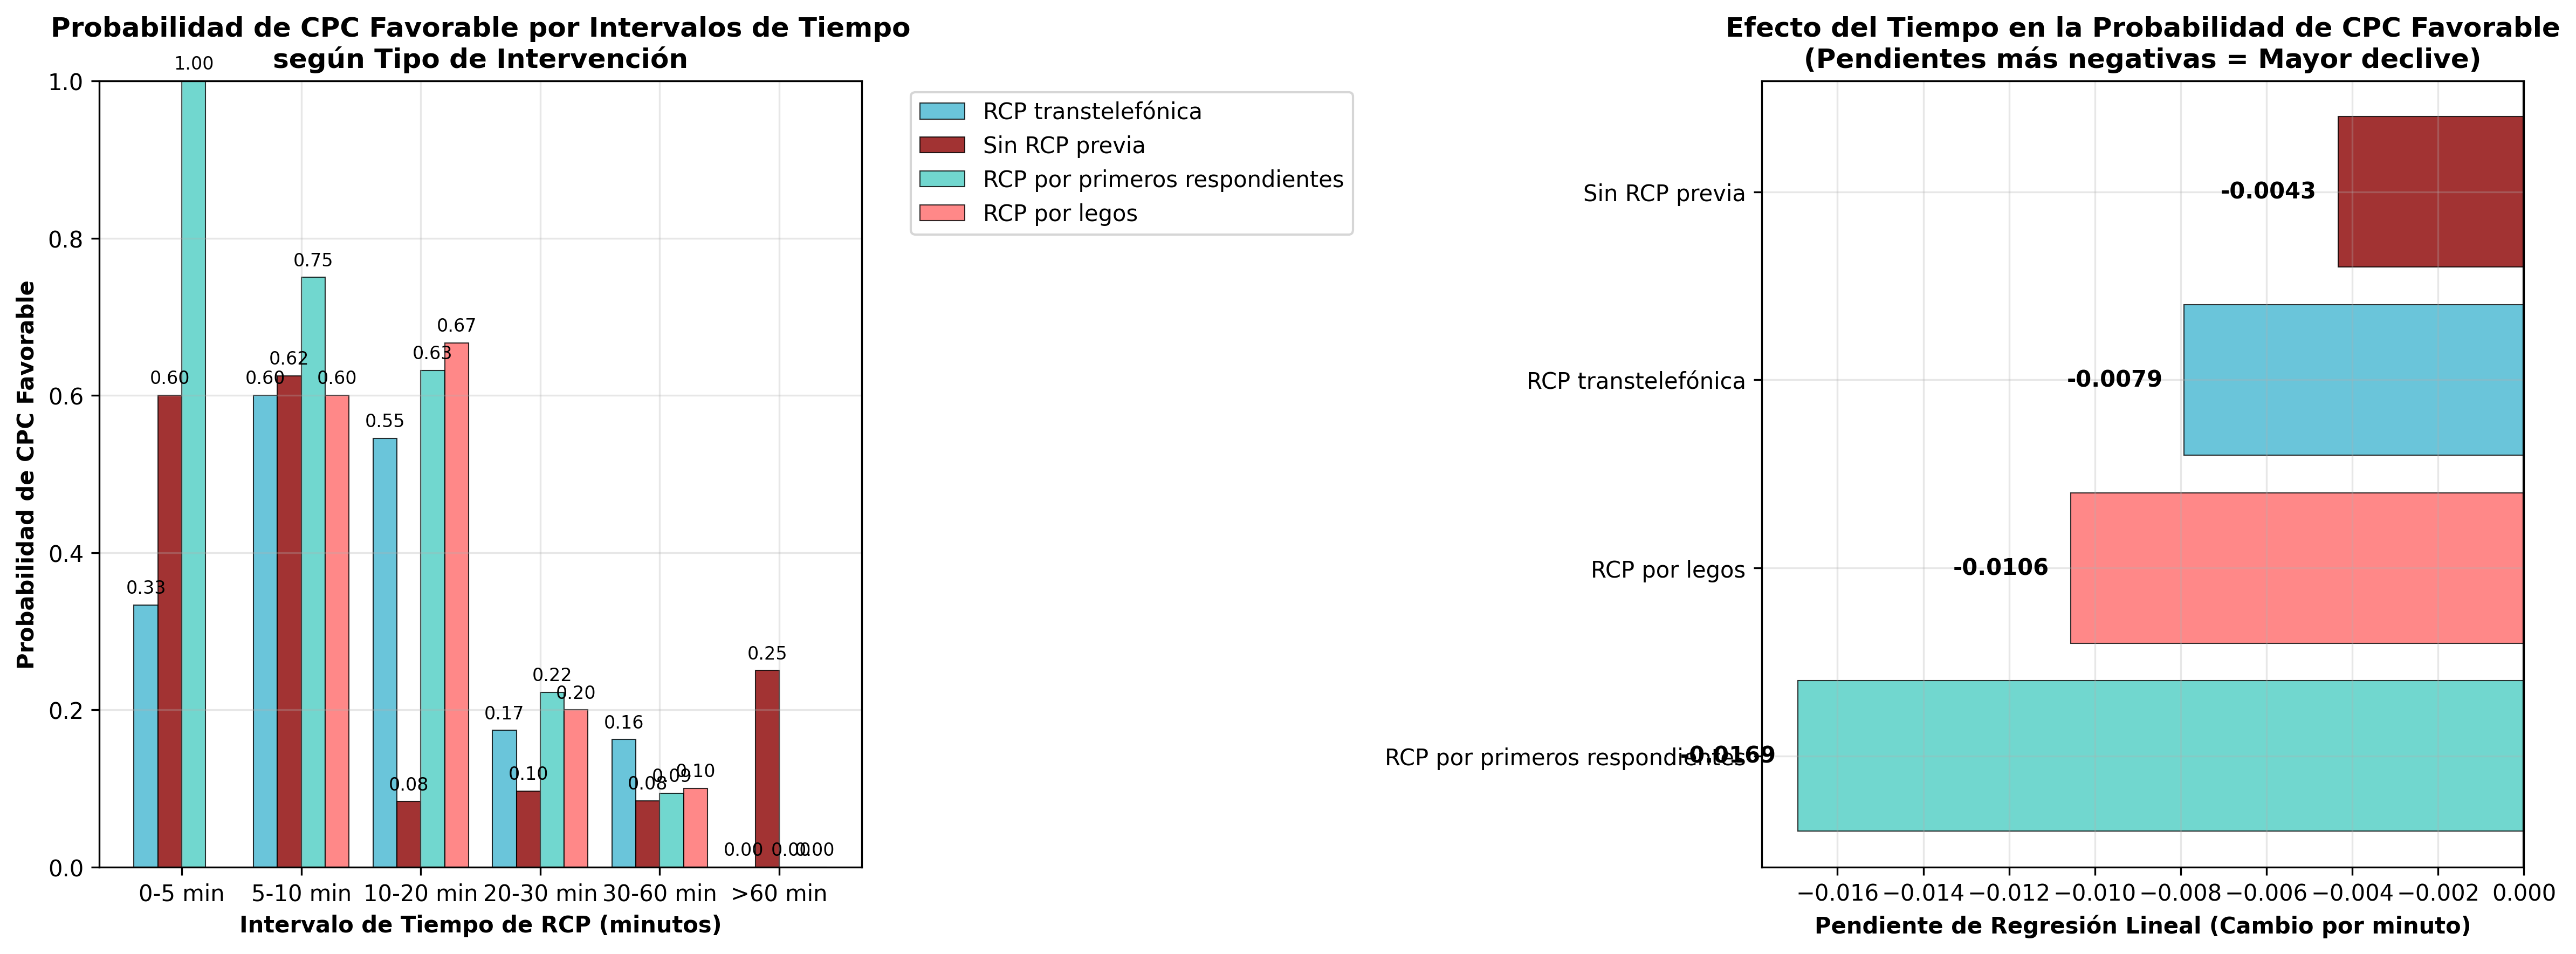 Probabilidad de CPC Favorable por Intervalos de Tiempo
según Tipo de Intervención
Probabilidad de CPC Favorable
1.0
0.8
0.6
0.4
0.2
0.0
0.33
0.60
1.00
0.60
0.62
0.75
0.60
0.55
0.08
0.63
0.67
0.17
0.10
0.22
0.20
0.16
0.08
0.09
0.10
0.00
0.25
0.00
0.00
0-5 min
5-10 min
10-20 min
20-30 min
30-60 min
>60 min
Intervalo de Tiempo de RCP (minutos)
RCP transtelefónica
Sin RCP previa
RCP por primeros respondientes
RCP por legos
Efecto del Tiempo en la Probabilidad de CPC Favorable
(Pendientes más negativas = Mayor declive)
Sin RCP previa
-0.0043
RCP transtelefónica
-0.0079
RCP por legos
-0.0106
RCP por primeros respondientes
-0.0169
−0.016
−0.014
−0.012
−0.010
−0.008
−0.006
−0.004
−0.002
0.000
Pendiente de Regresión Lineal (Cambio por minuto)